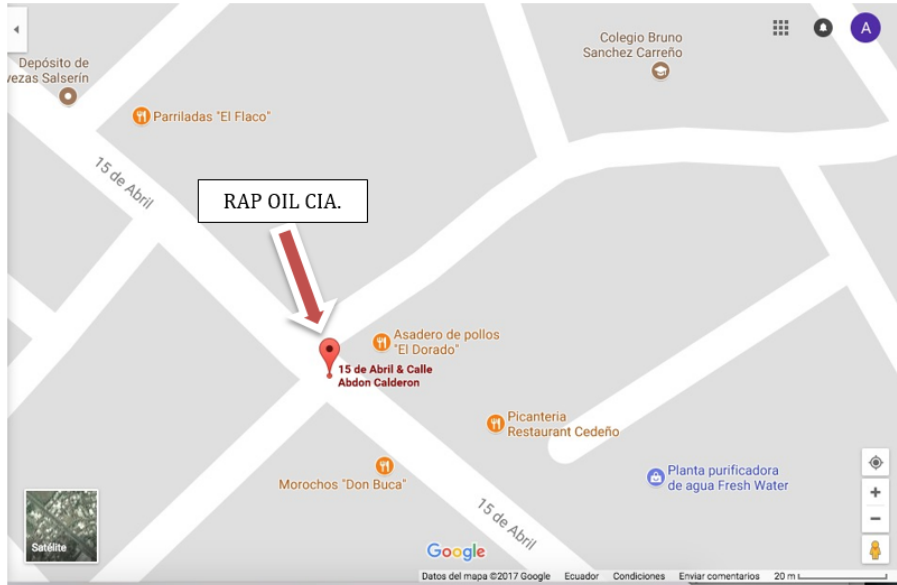 Colegio Bruno
Sanchez Carreño
A
Depósito de
vezas Salserín
Parriladas "El Flaco"
15 de Abril
RAP OIL CIA.
Asadero de pollos
"El Dorado"
15 de Abril & Calle
Abdon Calderon
Picanteria
Restaurant Cedeño
Morochos "Don Buca"
Planta purificadora
de agua Fresh Water
15 de Abril
Satélite
Google
Datos del mapa ©2017 Google Ecuador Condiciones Enviar comentarios 20 m